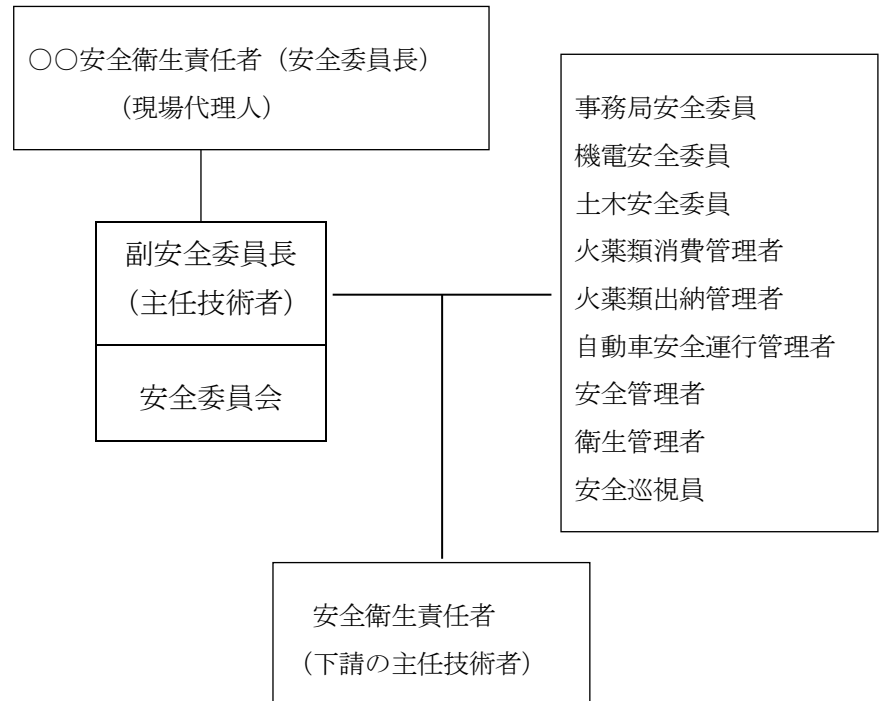 〇〇安全衛生責任者（安全委員長）
（現場代理人）
副安全委員長
（主任技術者）
安全委員会
事務局安全委員
機電安全委員
土木安全委員
火薬類消費管理者
火薬類出納管理者
自動車安全運行管理者
安全管理者
衛生管理者
安全巡視員
安全衛生責任者
（下請の主任技術者）